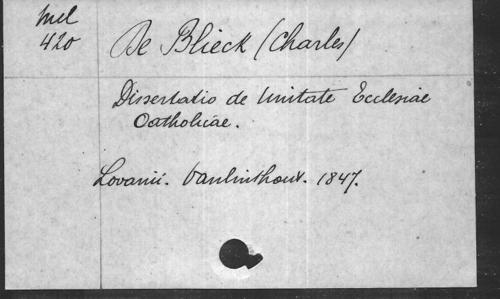 Mel
420
De Blieck (Charles)
Dissertatio de Unitate Ecclesiae
Catholicae.
Lovanii. Vanlinthout. 1847.